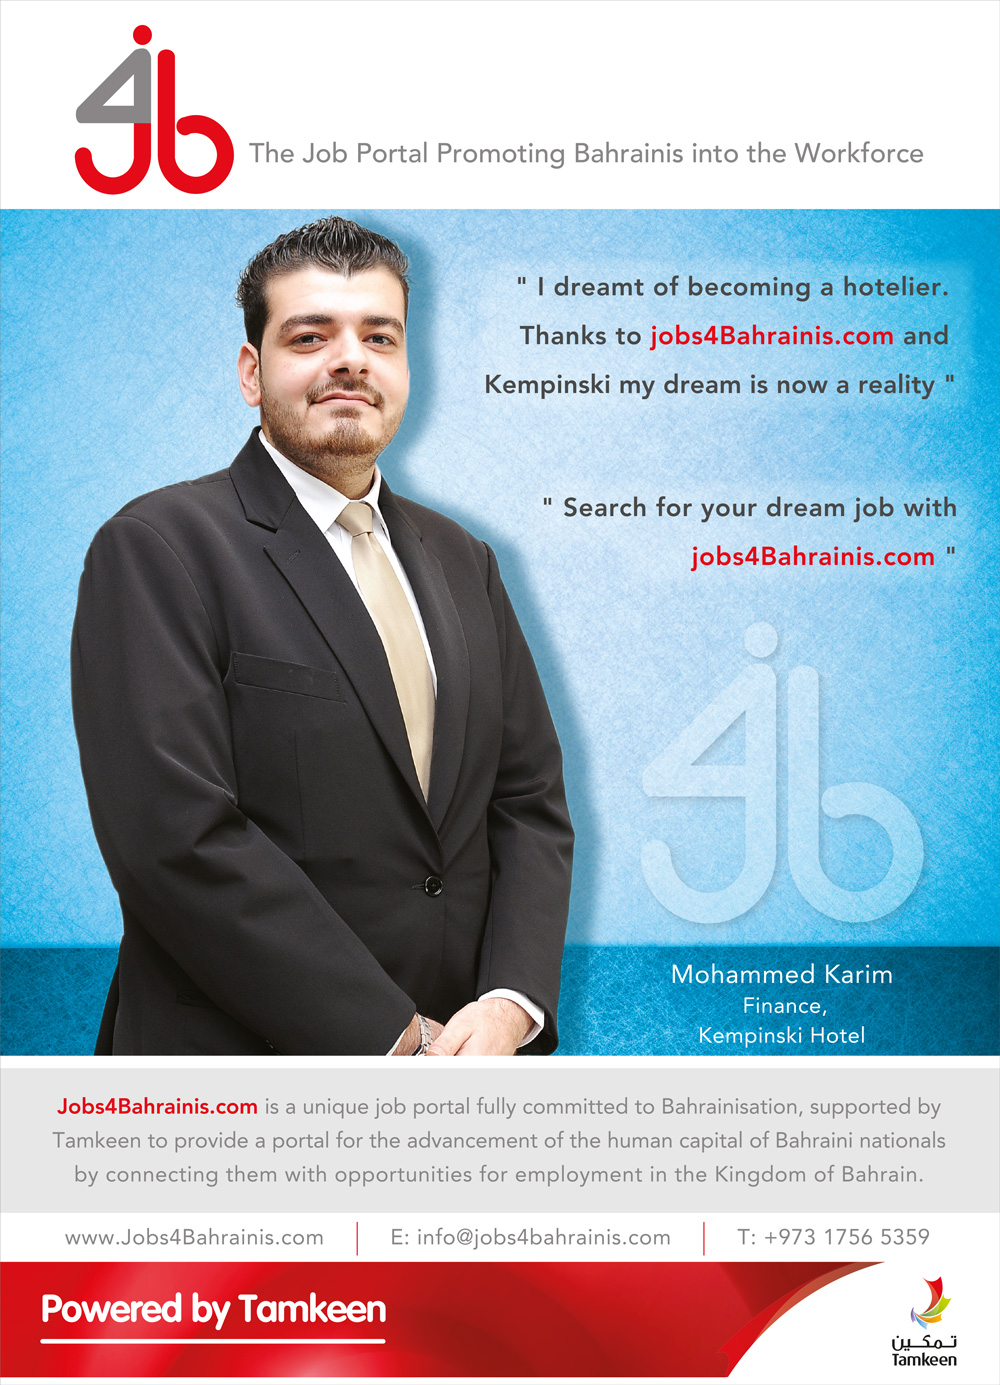 4jb
The Job Portal Promoting Bahrainis into the Workforce
" I dreamt of becoming a hotelier.
Thanks to jobs4Bahrainis.com and
Kempinski my dream is now a reality "
" Search for your dream job with
jobs4Bahrainis.com "
4jb
Mohammed Karim
Finance,
Kempinski Hotel
Jobs4Bahrainis.com is a unique job portal fully committed to Bahrainisation, supported by
Tamkeen to provide a portal for the advancement of the human capital of Bahraini nationals
by connecting them with opportunities for employment in the Kingdom of Bahrain.
www.Jobs4Bahrainis.com | E: info@jobs4bahrainis.com | T: +973 1756 5359
Powered by Tamkeen
تمكين
Tamkeen